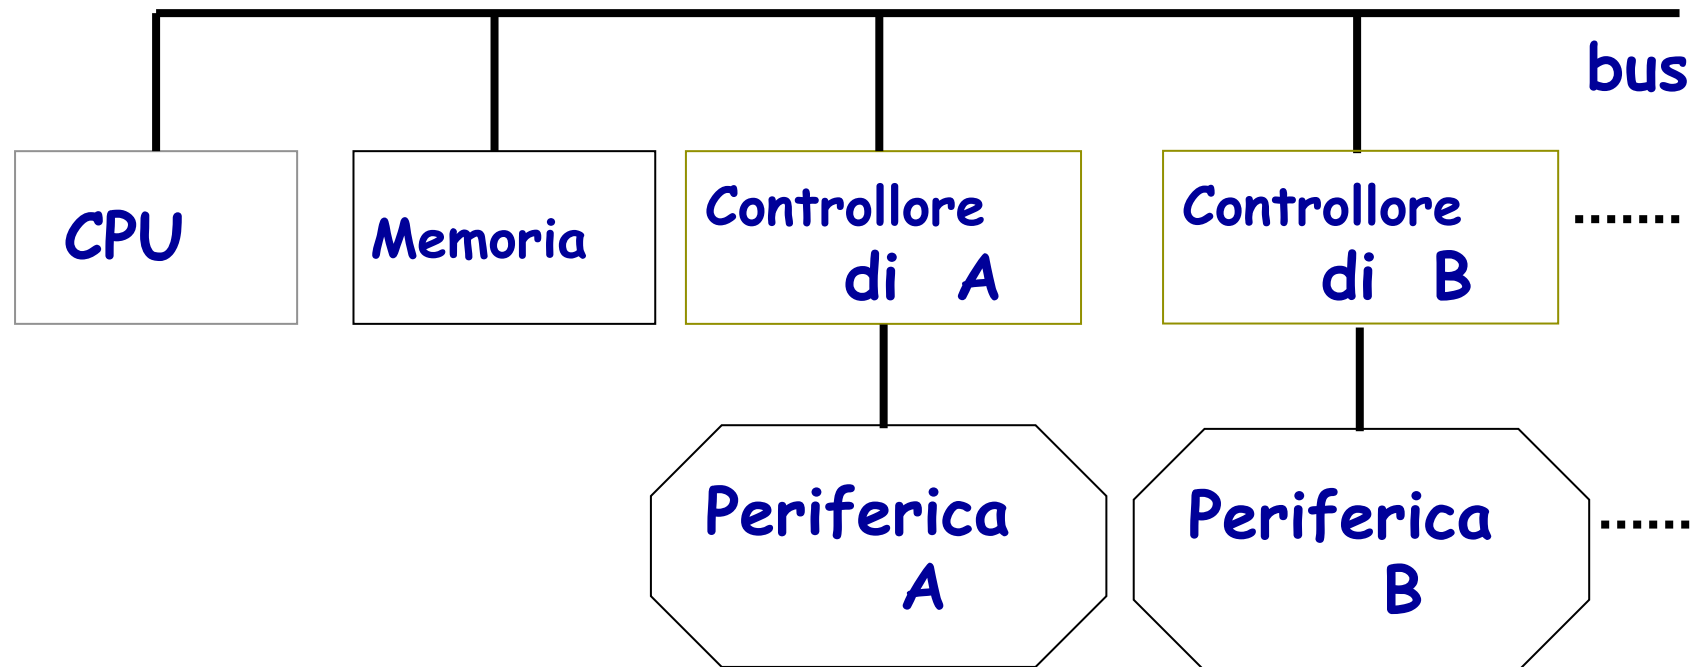 bus
CPU
Memoria
Controllore
di A
Controllore
di B
Periferica
A
Periferica
B